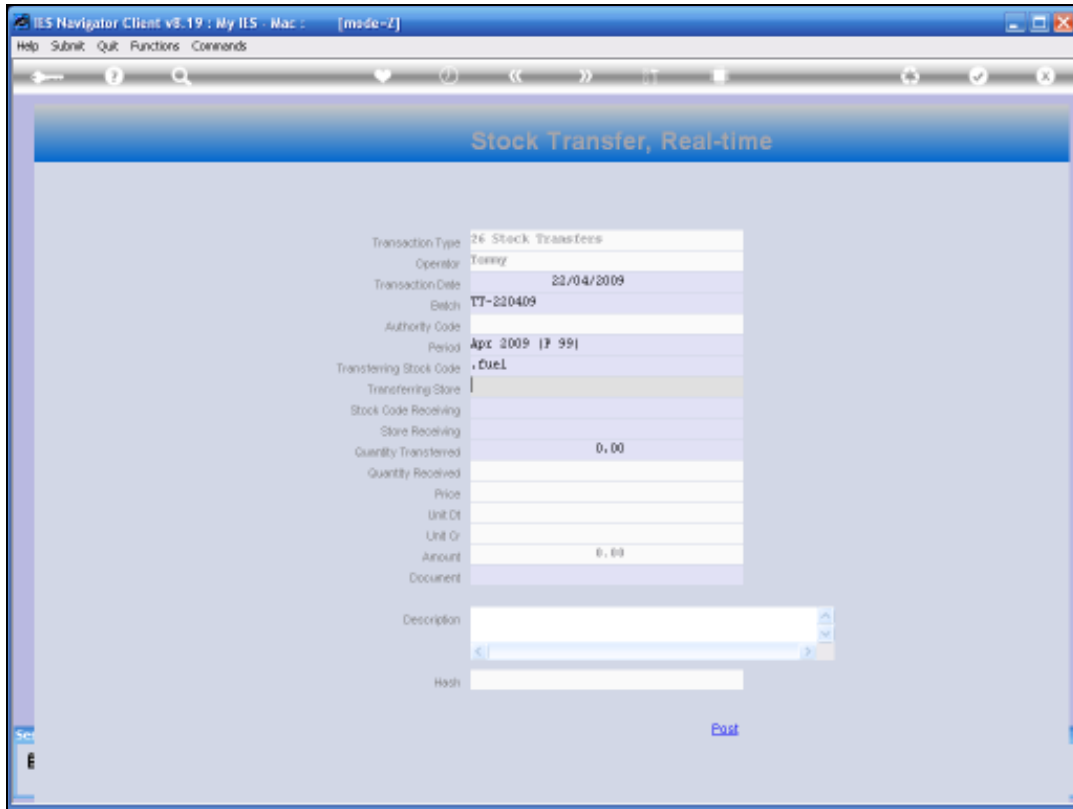 IES Navigator Client v8.19 : My IES - Mac : [mode=Z]
Help Submit Quit Functions Commands
Stock Transfer, Real-time
Transaction Type 26 Stock Transfers
Operator Tommy
Transaction Date 22/04/2009
Batch TT-220409
Authority Code
Period Apr 2009 (P 99)
Transferring Stock Code .fuel
Transferring Store
Stock Code Receiving
Store Receiving
Quantity Transferred 0.00
Quantity Received
Price
Unit Dt
Unit Cr
Amount 0.00
Document
Description
Hash
Post